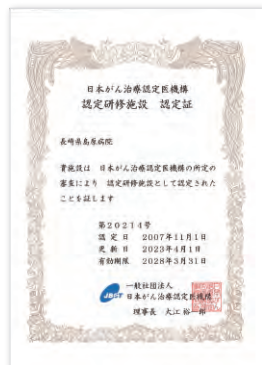 日本がん治療認定医機構
認定研修施設 認定証
長崎県島原病院
貴施設は 日本がん治療認定医機構の所定の
審査により 認定研修施設として認定された
ことを証します
第20214号
認定日 2007年11月1日
更新日 2023年4月1日
有効期限 2028年3月31日
一般社団法人
JBCT 日本がん治療認定医機構
理事長 大江裕一郎